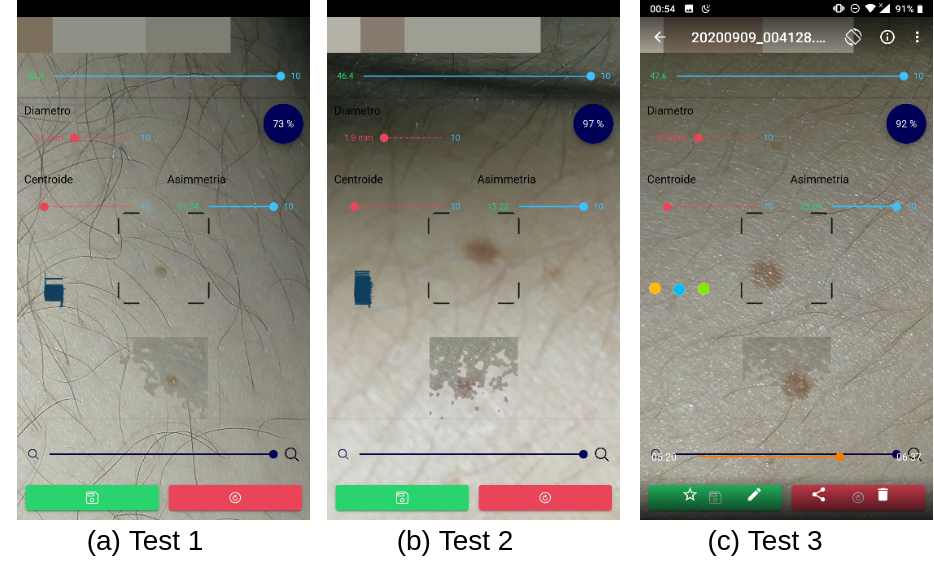 10
Diametro
73 %
10
Centroide
Asimmetria
10
10
(a) Test 1
46.4
10
Diametro
97 %
1.9 mm
10
Centroide
Asimmetria
10
15.22
10
(b) Test 2
00:54
91%
20200909_004128....
47.6
10
Diametro
92 %
10
Centroide
Asimmetria
10
10
05:20
06:37
(c) Test 3